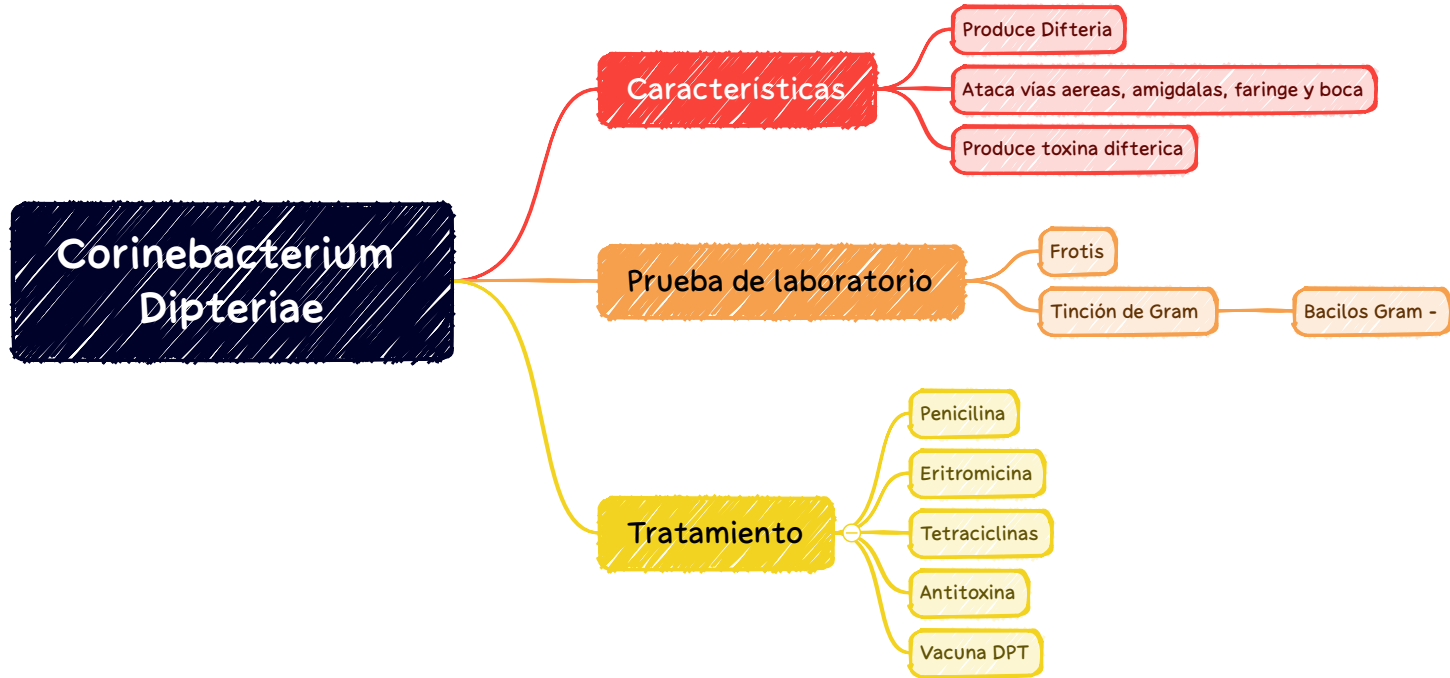 Corinebacterium
Dipteriae
Características
Produce Difteria
Ataca vías aereas, amigdalas, faringe y boca
Produce toxina difterica
Prueba de laboratorio
Frotis
Tinción de Gram
Bacilos Gram -
Tratamiento
Penicilina
Eritromicina
Tetraciclinas
Antitoxina
Vacuna DPT